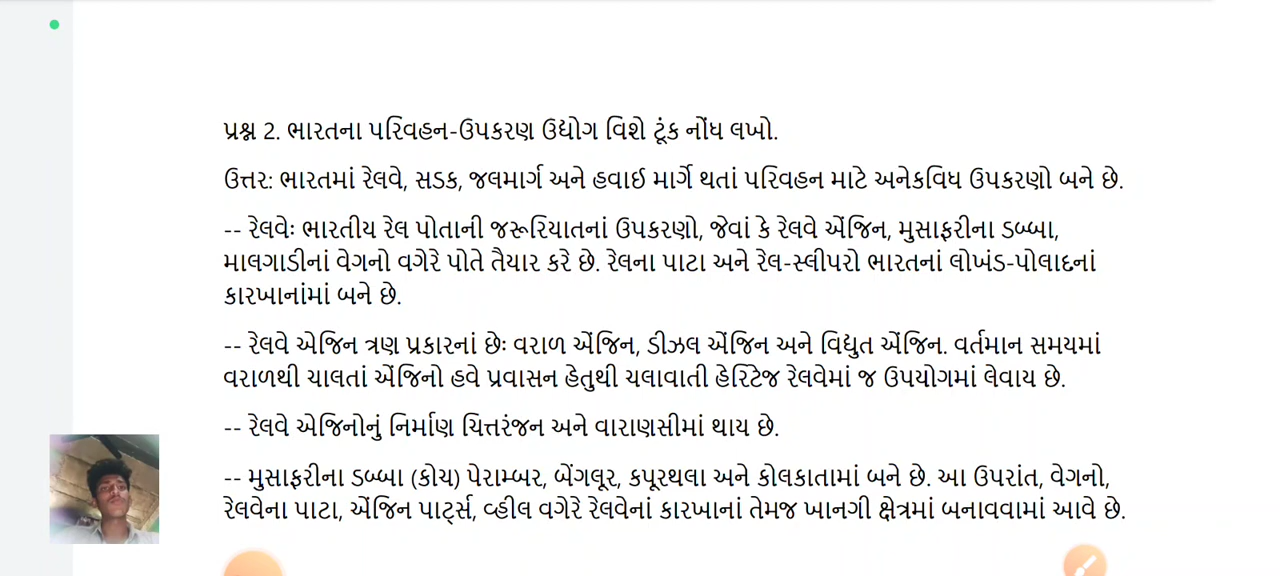 પ્રશ્ન 2. ભારતના પરિવહન-ઉપકરણ ઉદ્યોગ વિશે ટૂંક નોંધ લખો.
ઉત્તર: ભારતમાં રેલવે, સડક, જલમાર્ગ અને હવાઈ માર્ગે થતાં પરિવહન માટે અનેકવિધ ઉપકરણો બને છે.
-- રેલવેઃ ભારતીય રેલ પોતાની જરૂરિયાતનાં ઉપકરણો, જેવાં કે રેલવે એંજિન, મુસાફરીના ડબ્બા,
માલગાડીનાં વેગનો વગેરે પોતે તૈયાર કરે છે. રેલના પાટા અને રેલ-સ્લીપરો ભારતનાં લોખંડ-પોલાદનાં
કારખાનાંમાં બને છે.
-- રેલવે એજિન ત્રણ પ્રકારનાં છેઃ વરાળ એંજિન, ડીઝલ એંજિન અને વિદ્યુત એંજિન. વર્તમાન સમયમાં
વરાળથી ચાલતાં એંજિનો હવે પ્રવાસન હેતુથી ચલાવાતી હેરિટેજ રેલવેમાં જ ઉપયોગમાં લેવાય છે.
-- રેલવે એજિનોનું નિર્માણ ચિત્તરંજન અને વારાણસીમાં થાય છે.
-- મુસાફરીના ડબ્બા (કોચ) પેરામ્બર, બેંગલૂર, કપૂરથલા અને કોલકાતામાં બને છે. આ ઉપરાંત, વેગનો,
રેલવેના પાટા, એંજિન પાર્ટ્સ, વ્હીલ વગેરે રેલવેનાં કારખાનાં તેમજ ખાનગી ક્ષેત્રમાં બનાવવામાં આવે છે.